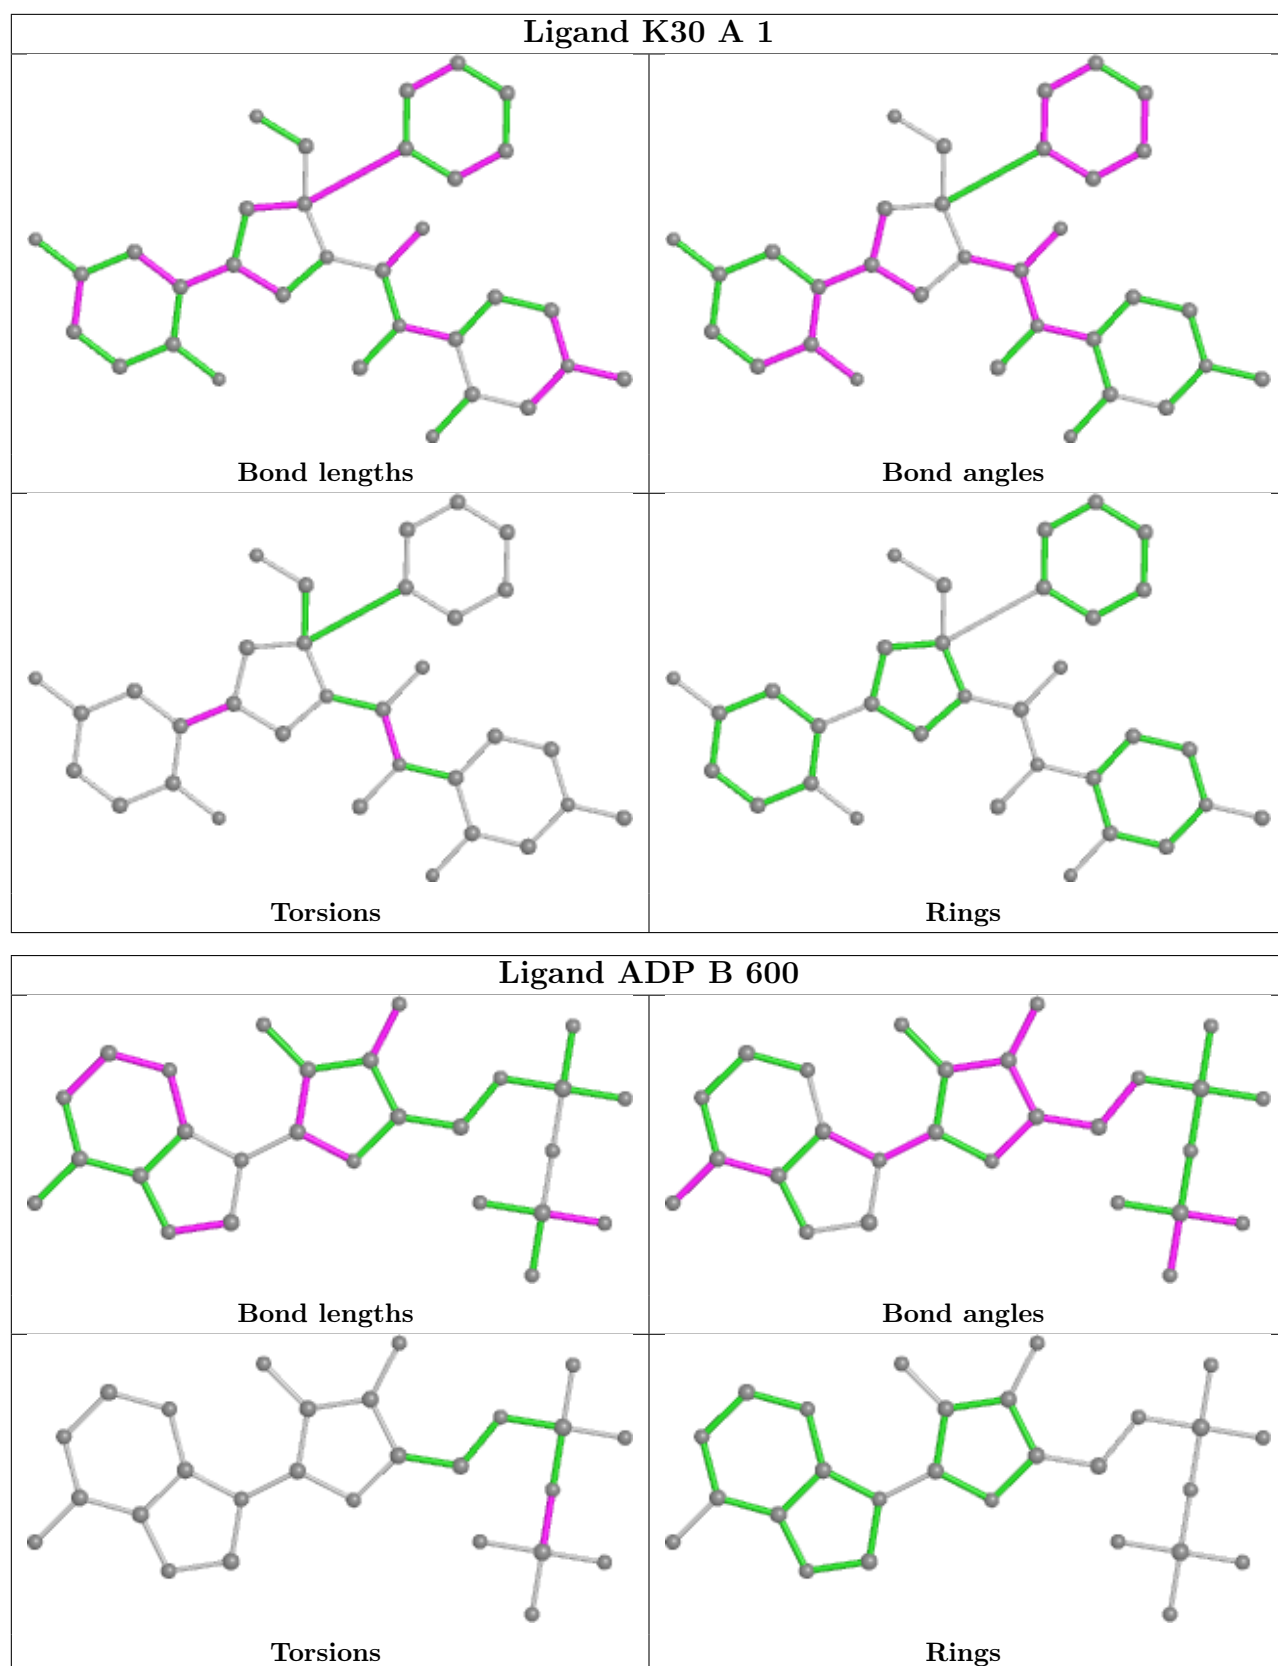 Ligand K30 A 1
Bond lengths
Bond angles
Torsions
Rings
Ligand ADP B 600
Bond lengths
Bond angles
Torsions
Rings